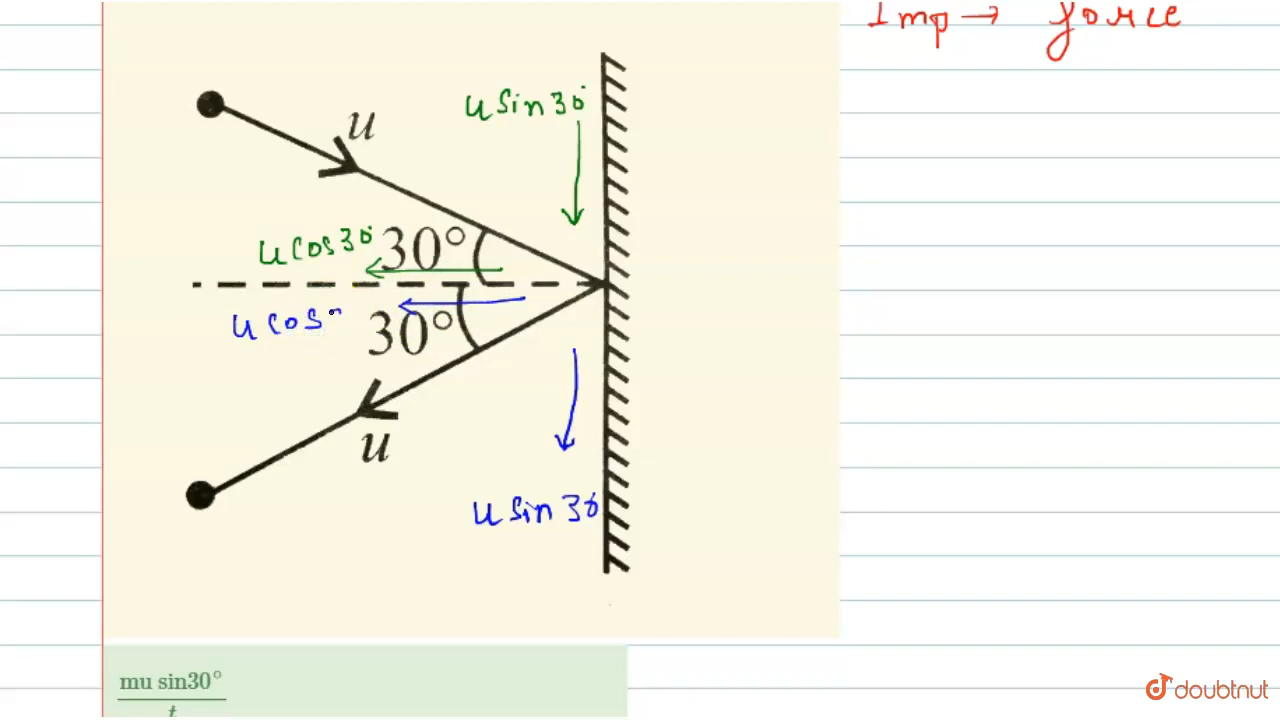 Imp → force
u sin 30°
u
u cos 30°
30°
u cos
30°
u
u sin 30
mu sin30°
t
doubtnut